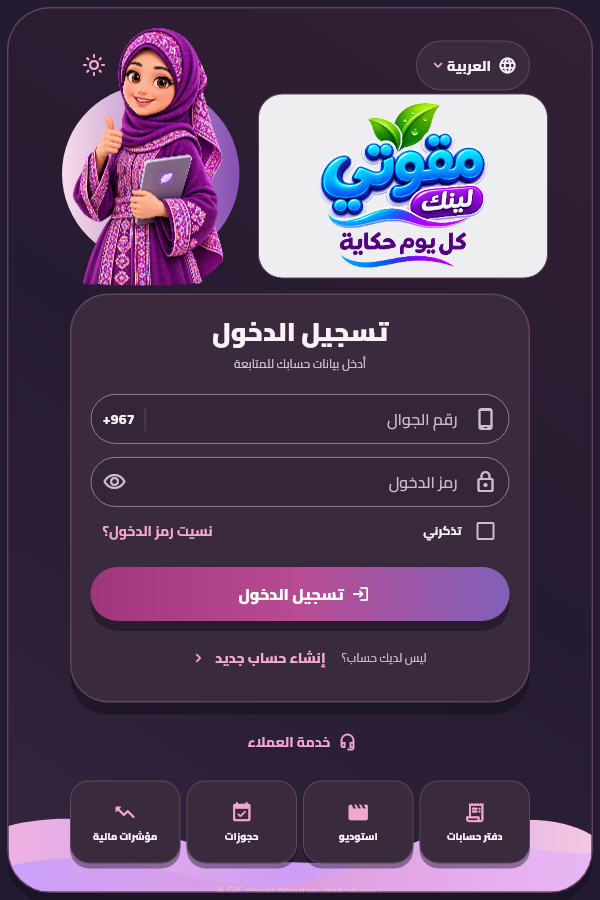 العربية
مقوتي
لينك
كل يوم حكاية
تسجيل الدخول
أدخل بيانات حسابك للمتابعة
رقم الجوال
+967
رمز الدخول
تذكرني
نسيت رمز الدخول؟
تسجيل الدخول
ليس لديك حساب؟ إنشاء حساب جديد
خدمة العملاء
دفتر حسابات
استوديو
حجوزات
مؤشرات مالية